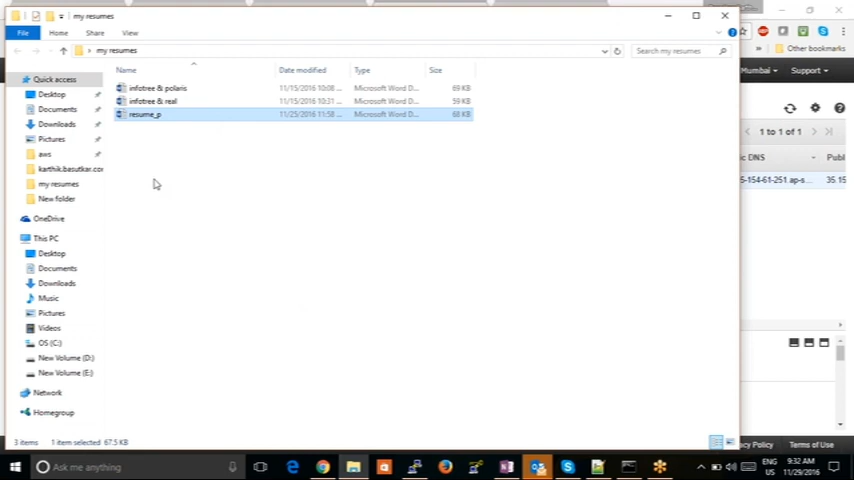 my resumes
File Home Share View
my resumes
Search my resumes
Name Date modified Type Size
infotree & polaris 11/15/2016 10:08 ... Microsoft Word D... 69 KB
infotree & real 11/15/2016 10:31 ... Microsoft Word D... 59 KB
resume_p 11/25/2016 11:58 ... Microsoft Word D... 68 KB
Quick access
Desktop
Documents
Downloads
Pictures
aws
karthik.basutkar.cor
my resumes
New folder
OneDrive
This PC
Desktop
Documents
Downloads
Music
Pictures
Videos
OS (C:)
New Volume (D:)
New Volume (E:)
Network
Homegroup
3 items 1 item selected 67.5 KB
Other bookmarks
Mumbai Support
1 to 1 of 1
c DNS Publ
5-154-61-251.ap-s... 35.15
acy Policy Terms of Use
Ask me anything
ENG
US
9:32 AM
11/29/2016